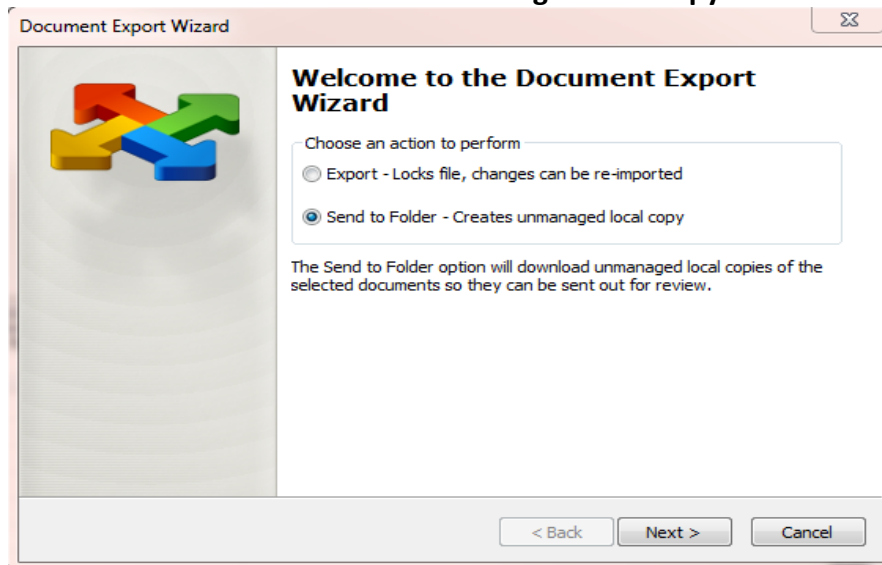 Document Export Wizard
Welcome to the Document Export
Wizard
Choose an action to perform
Export - Locks file, changes can be re-imported
Send to Folder - Creates unmanaged local copy
The Send to Folder option will download unmanaged local copies of the
selected documents so they can be sent out for review.
< Back Next > Cancel